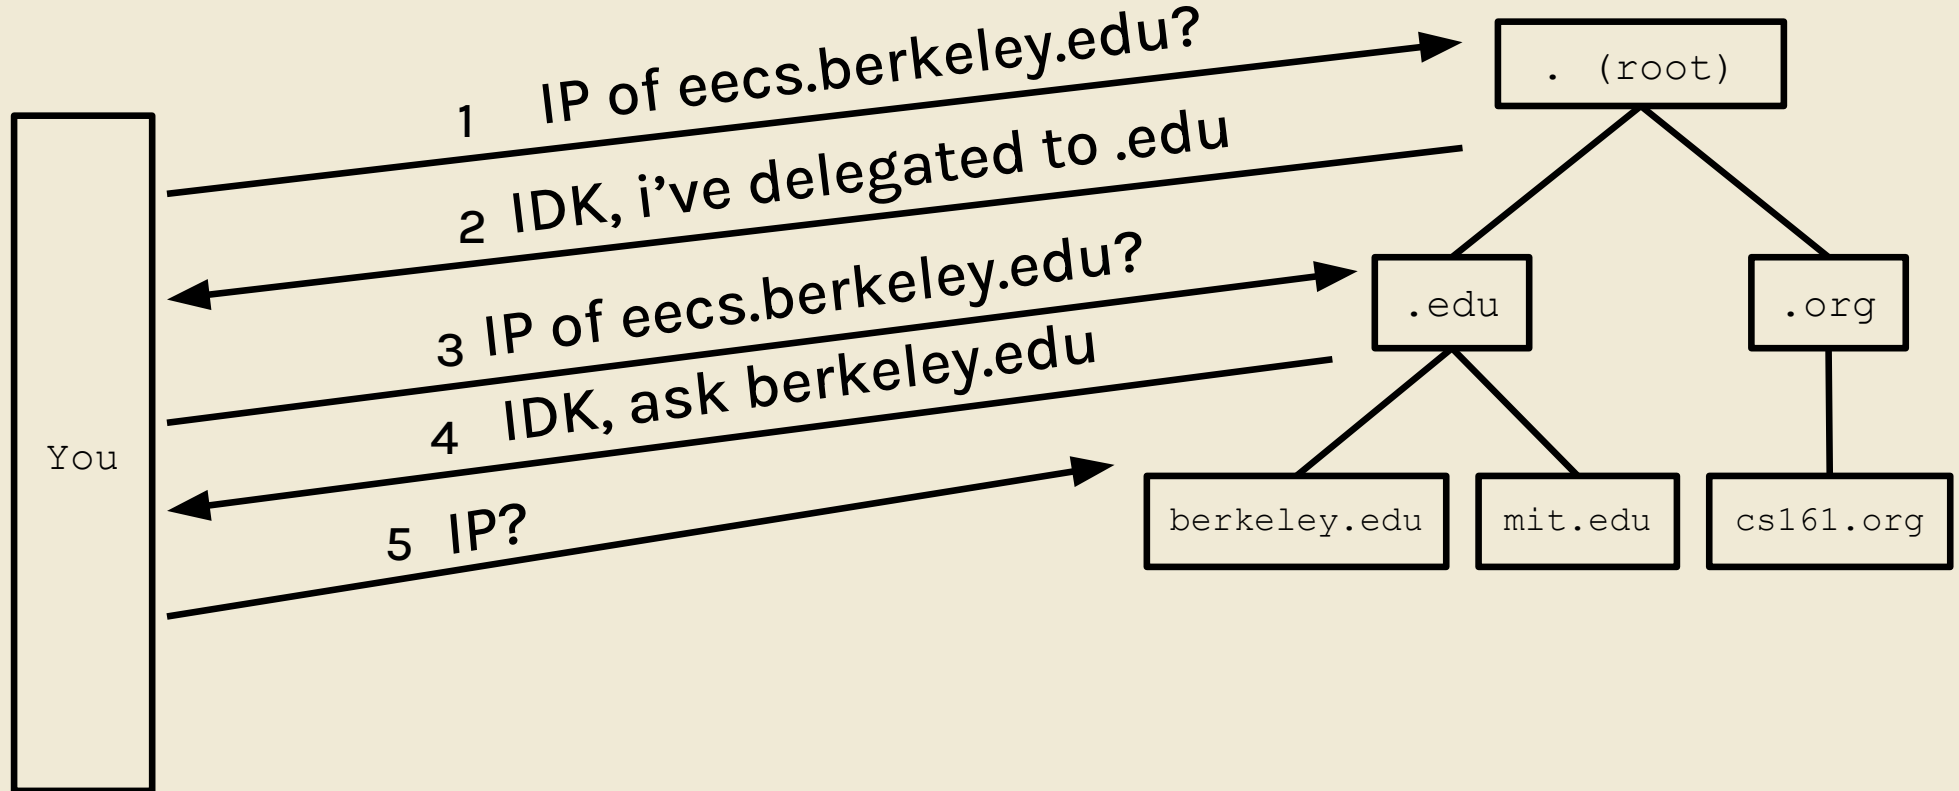 1 IP of eecs.berkeley.edu?
. (root)
2 IDK, i've delegated to .edu
3 IP of eecs.berkeley.edu?
.edu
.org
4 IDK, ask berkeley.edu
You
5 IP?
berkeley.edu
mit.edu
cs161.org